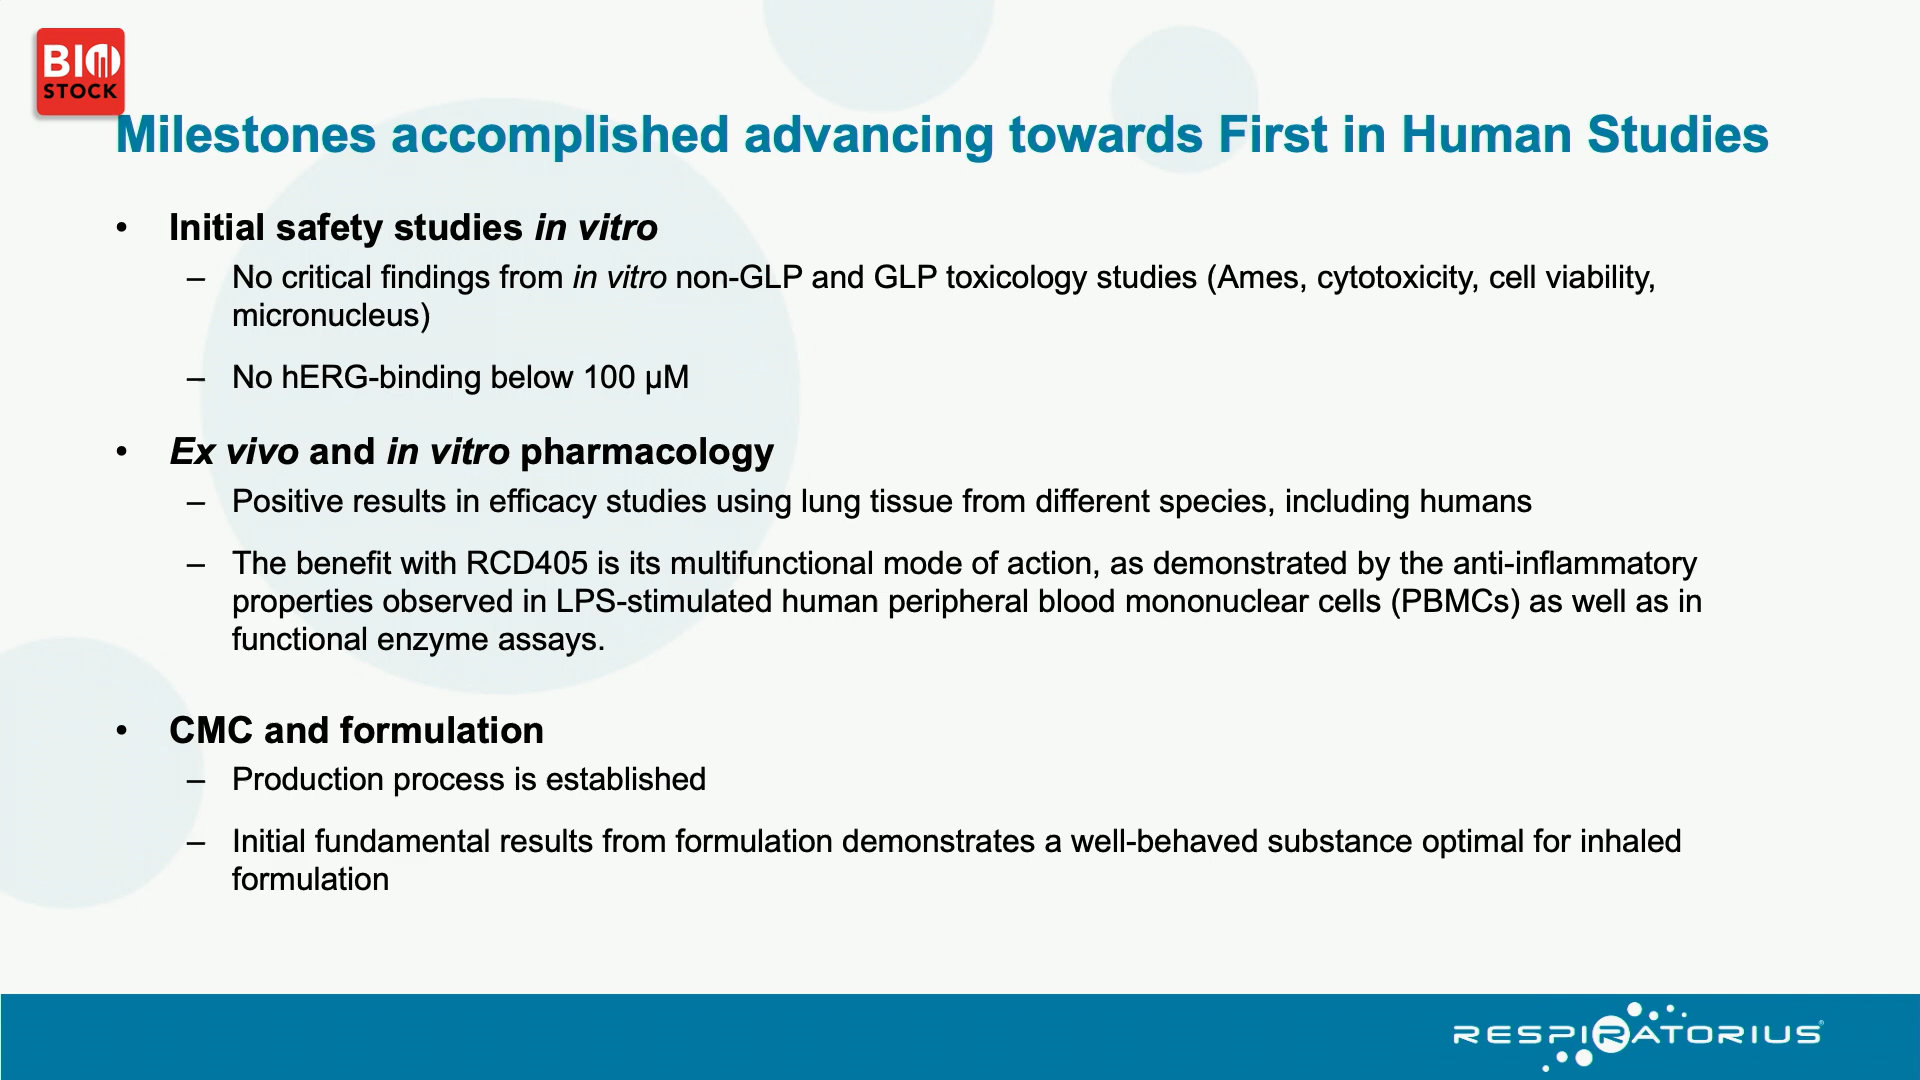 BIO
STOCK
Milestones accomplished advancing towards First in Human Studies
• Initial safety studies in vitro
– No critical findings from in vitro non-GLP and GLP toxicology studies (Ames, cytotoxicity, cell viability,
micronucleus)
– No hERG-binding below 100 µM
• Ex vivo and in vitro pharmacology
– Positive results in efficacy studies using lung tissue from different species, including humans
– The benefit with RCD405 is its multifunctional mode of action, as demonstrated by the anti-inflammatory
properties observed in LPS-stimulated human peripheral blood mononuclear cells (PBMCs) as well as in
functional enzyme assays.
• CMC and formulation
– Production process is established
– Initial fundamental results from formulation demonstrates a well-behaved substance optimal for inhaled
formulation
RESPIRATORIUS®